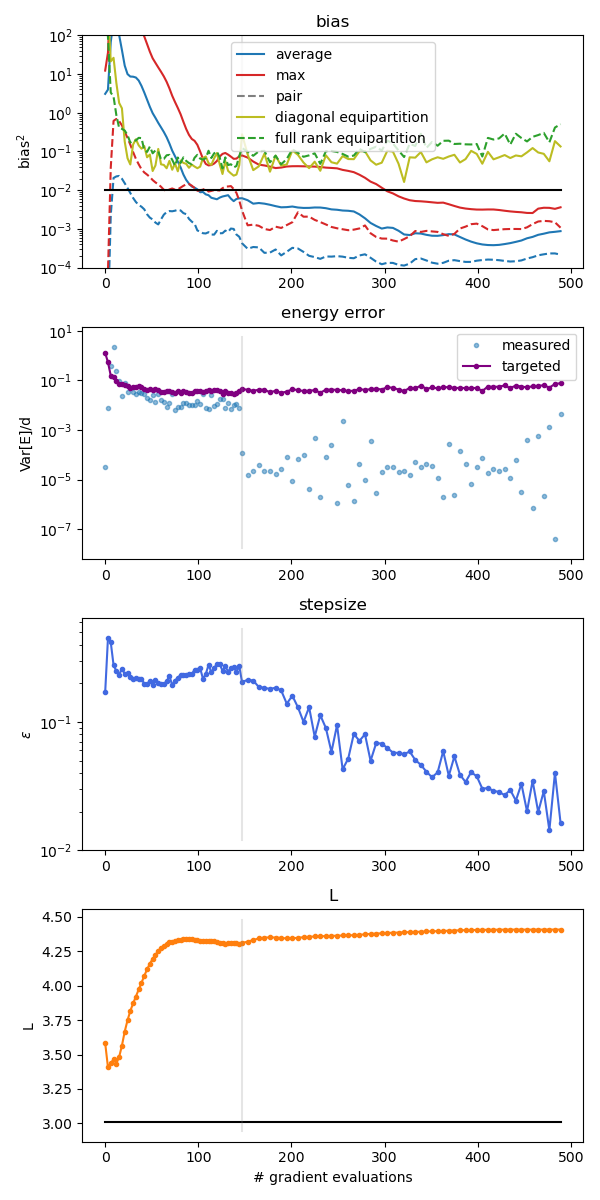 bias
10²
10¹
10⁰
10⁻¹
10⁻²
10⁻³
10⁻⁴
bias²
average
max
pair
diagonal equipartition
full rank equipartition
0 100 200 300 400 500
energy error
10¹
10⁻¹
10⁻³
10⁻⁵
10⁻⁷
Var[E]/d
measured
targeted
0 100 200 300 400 500
stepsize
10⁻¹
10⁻²
ε
0 100 200 300 400 500
L
4.50
4.25
4.00
3.75
3.50
3.25
3.00
L
0 100 200 300 400 500
# gradient evaluations